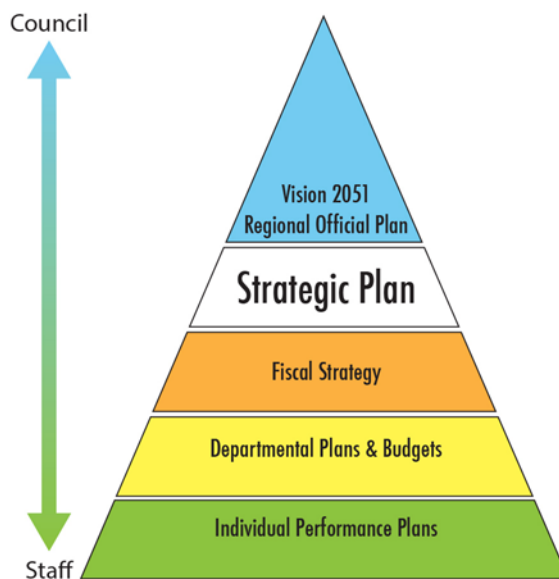 Council
Vision 2051
Regional Official Plan
Strategic Plan
Fiscal Strategy
Departmental Plans & Budgets
Individual Performance Plans
Staff